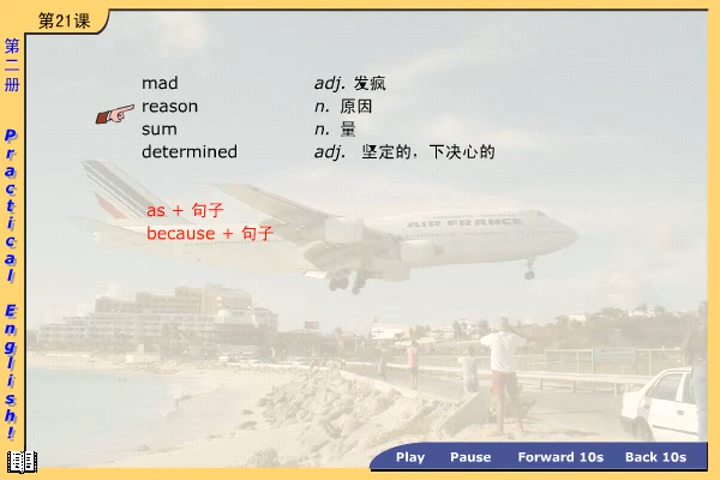 第21课
第二册 Practical English!
mad adj. 发疯
reason n. 原因
sum n. 量
determined adj. 坚定的，下决心的
as + 句子
because + 句子
AIR FRANCE
Play Pause Forward 10s Back 10s